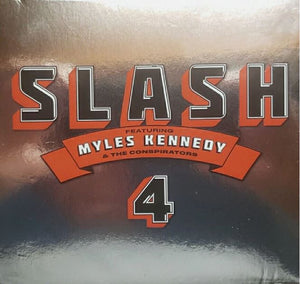 SLASH
FEATURING
MYLES KENNEDY
& THE CONSPIRATORS
4